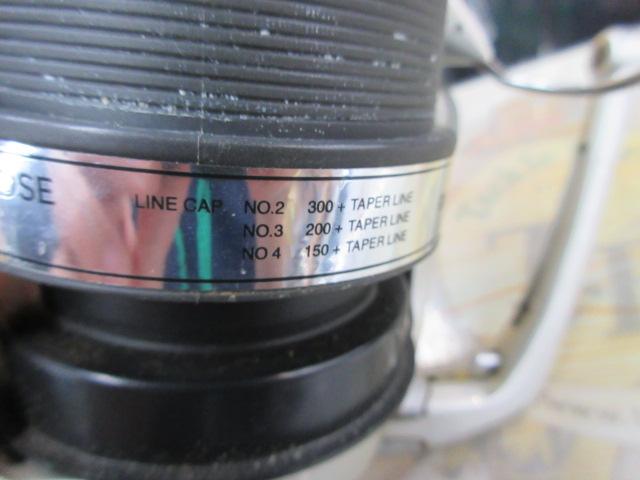 OSE
LINE CAP. NO.2 300 + TAPER LINE
NO.3 200 + TAPER LINE
NO 4 150 + TAPER LINE